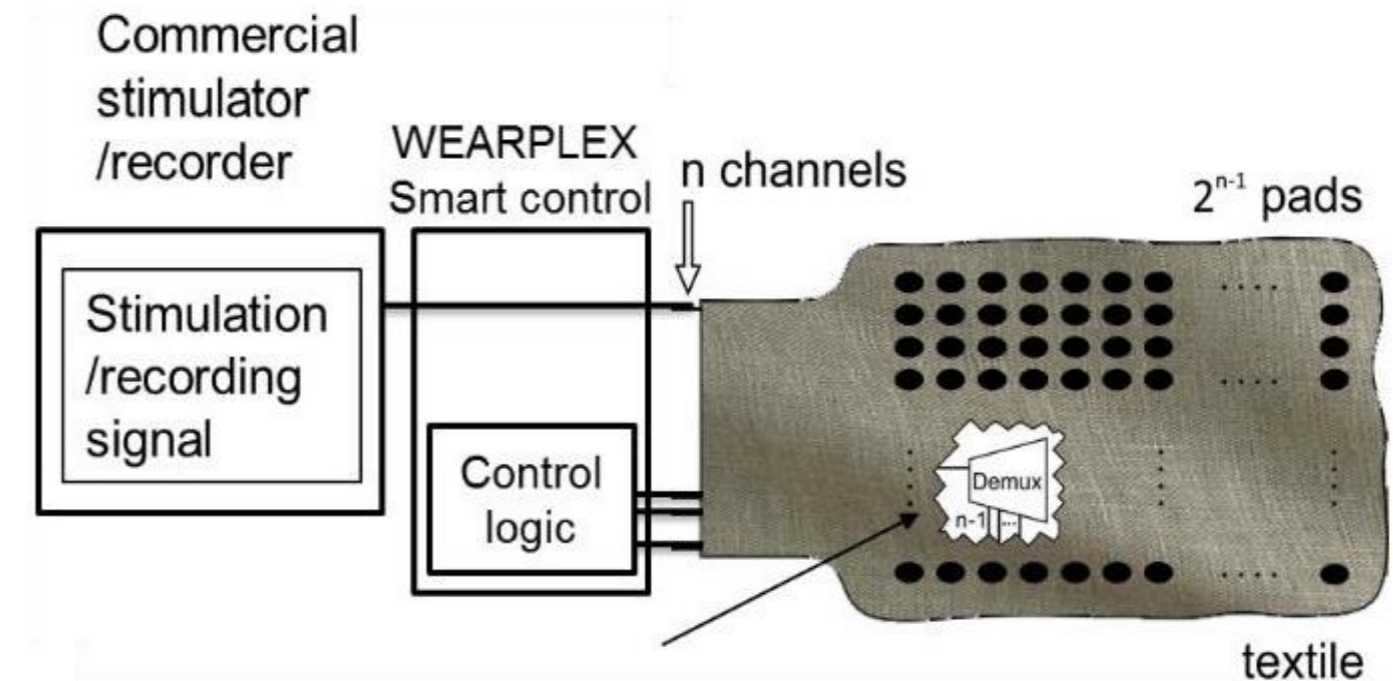 Commercial
stimulator
/recorder
WEARPLEX
Smart control
n channels
2ⁿ⁻¹ pads
Stimulation
/recording
signal
Control
logic
Demux
n-1
...
textile